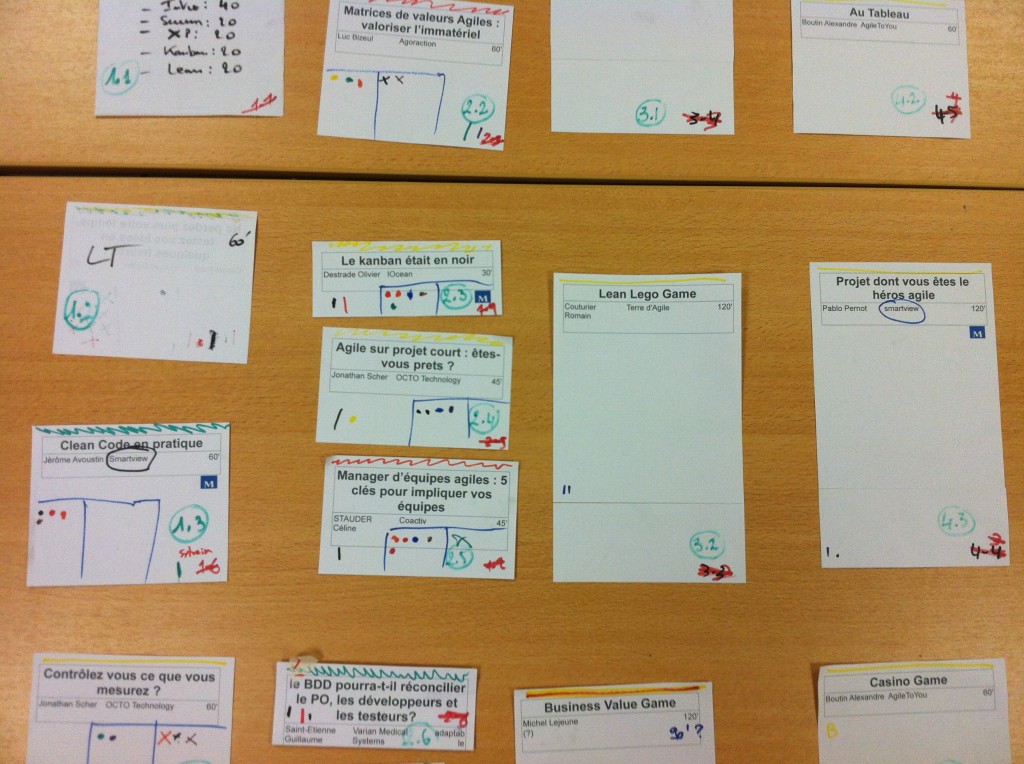 - Intro : 40
- Scrum : 20
- XP : 20
- Kanban : 20
- Lean : 20
1.1
Matrices de valeurs Agiles :
valoriser l'immatériel
Luc Bizeul Agoraction
60'
x x
2.2
3.1
Au Tableau
Boutin Alexandre AgileToYou
60'
4.2
LT
60'
Le kanban était en noir
Destrade Olivier IOcean
30'
2.3
M
Agile sur projet court : êtes-
vous prets ?
Jonathan Scher OCTO Technology
45'
2.4
Manager d'équipes agiles : 5
clés pour impliquer vos
équipes
STAUDER
Céline
Coactiv
45'
2.5
Lean Lego Game
Couturier
Romain
Terre d'Agile
120'
3.2
Projet dont vous êtes le
héros agile
Pablo Pernot smartview
120'
M
4.3
Clean Code en pratique
Jérôme Avoustin Smartview
60'
M
1.3
Contrôlez vous ce que vous
mesurez ?
Jonathan Scher OCTO Technology
60'
le BDD pourra-t-il réconcilier
le PO, les développeurs et
les testeurs?
Saint-Etienne
Guillaume
Varian Medical
Systems
adaptab
le
2.6
Business Value Game
Michel Lejeune
(?)
120'
90' ?
Casino Game
Boutin Alexandre AgileToYou
60'